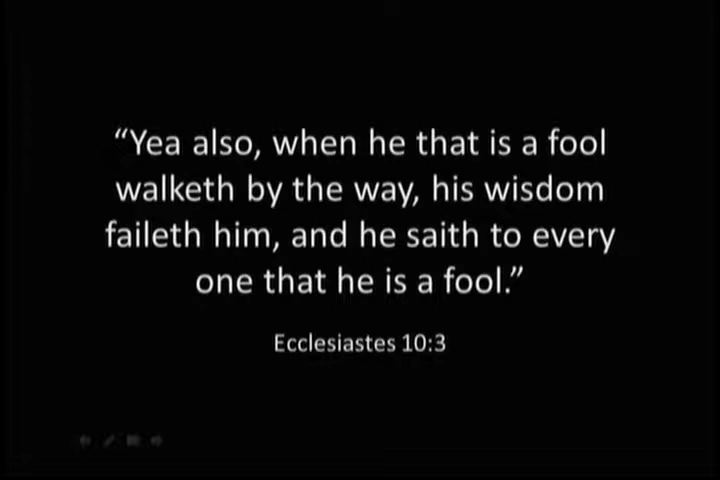 “Yea also, when he that is a fool
walketh by the way, his wisdom
faileth him, and he saith to every
one that he is a fool.”
Ecclesiastes 10:3